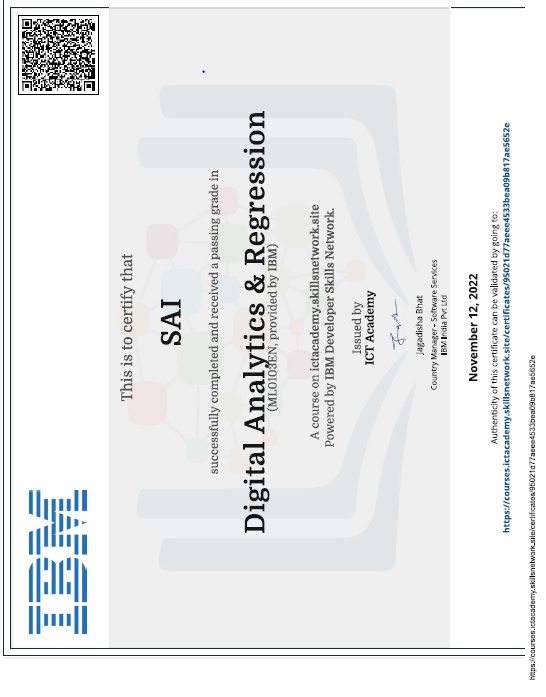 IBM
This is to certify that
SAI
successfully completed and received a passing grade in
Digital Analytics & Regression
(ML0103EN, provided by IBM)
A course on ictacademy.skillsnetwork.site
Powered by IBM Developer Skills Network.
Issued by
ICT Academy
Jagadisha Bhat
Country Manager - Software Services
IBM India Pvt Ltd
November 12, 2022
Authenticity of this certificate can be validated by going to:
https://courses.ictacademy.skillsnetwork.site/certificates/95021d77aeee4533bea09b817ae5652e
https://courses.ictacademy.skillsnetwork.site/certificates/95021d77aeee4533bea09b817ae5652e